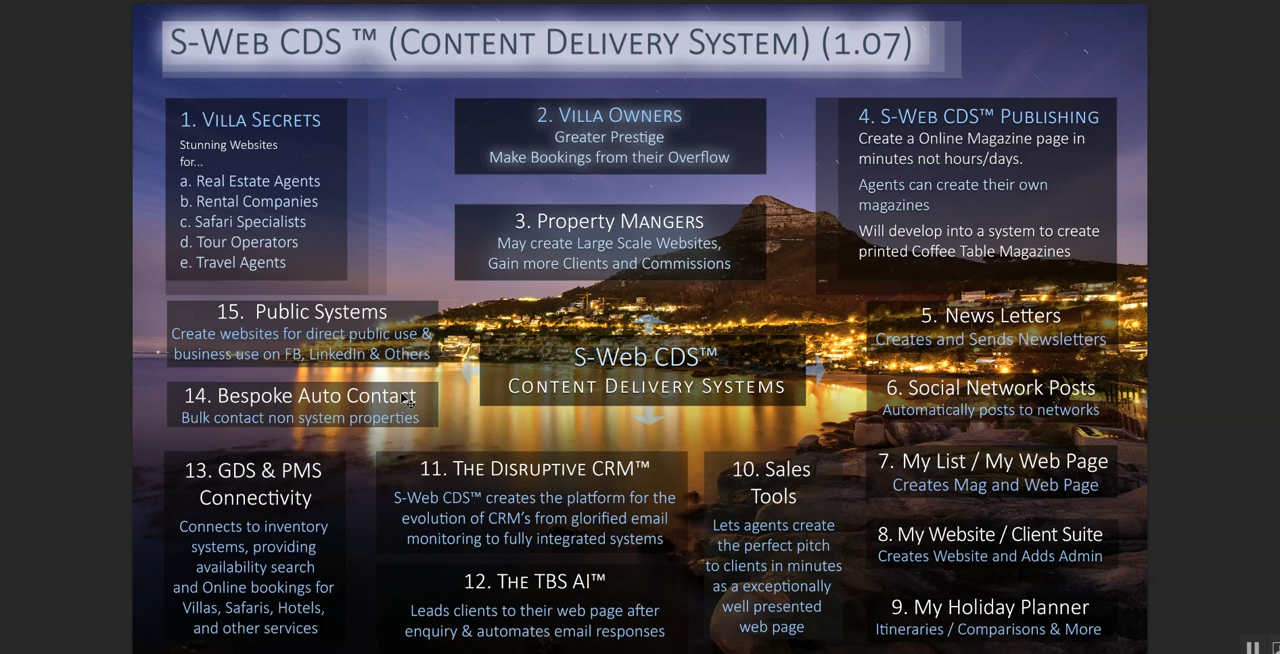 S-Web CDS ™ (Content Delivery System) (1.07)
1. Villa Secrets
Stunning Websites
for...
a. Real Estate Agents
b. Rental Companies
c. Safari Specialists
d. Tour Operators
e. Travel Agents
2. Villa Owners
Greater Prestige
Make Bookings from their Overflow
3. Property Mangers
May create Large Scale Websites,
Gain more Clients and Commissions
4. S-Web CDS™ Publishing
Create a Online Magazine page in
minutes not hours/days.
Agents can create their own
magazines
Will develop into a system to create
printed Coffee Table Magazines
15. Public Systems
Create websites for direct public use &
business use on FB, LinkedIn & Others
14. Bespoke Auto Contact
Bulk contact non system properties
S-Web CDS™
Content Delivery Systems
5. News Letters
Creates and Sends Newsletters
6. Social Network Posts
Automatically posts to networks
7. My List / My Web Page
Creates Mag and Web Page
8. My Website / Client Suite
Creates Website and Adds Admin
9. My Holiday Planner
Itineraries / Comparisons & More
13. GDS & PMS
Connectivity
Connects to inventory
systems, providing
availability search
and Online bookings for
Villas, Safaris, Hotels,
and other services
11. The Disruptive CRM™
S-Web CDS™ creates the platform for the
evolution of CRM's from glorified email
monitoring to fully integrated systems
12. The TBS AI™
Leads clients to their web page after
enquiry & automates email responses
10. Sales
Tools
Lets agents create
the perfect pitch
to clients in minutes
as a exceptionally
well presented
web page